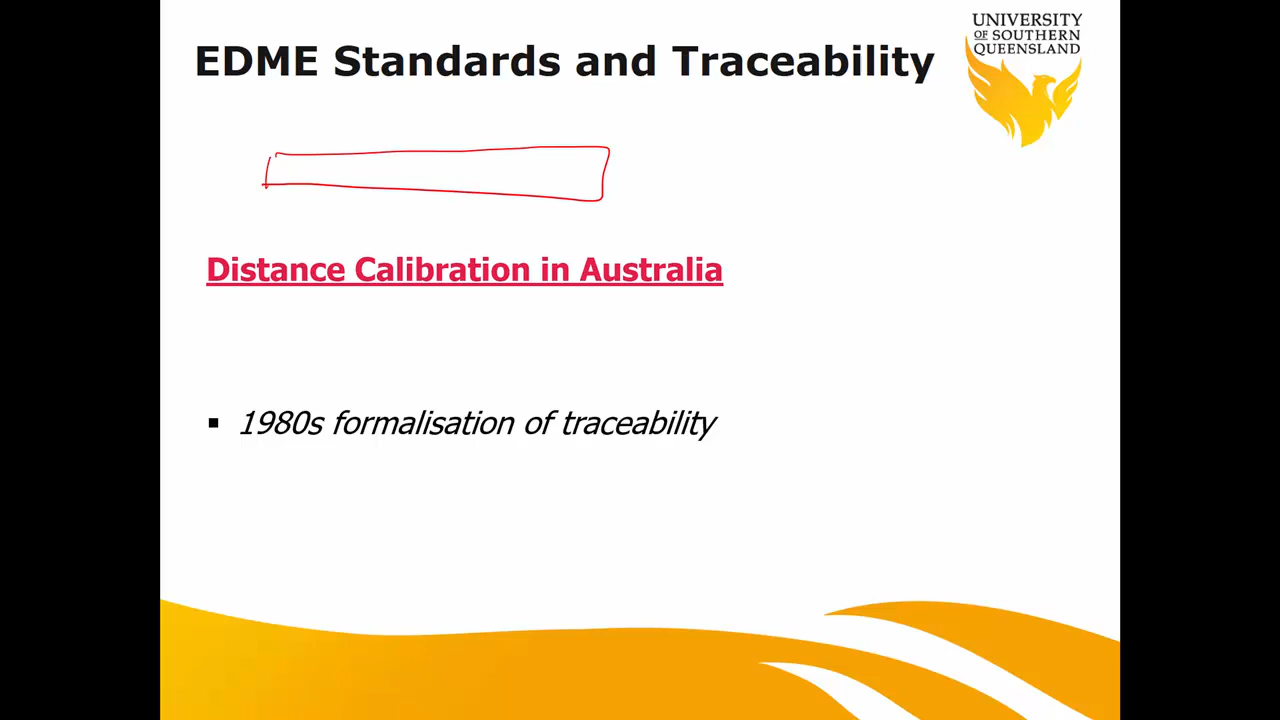 EDME Standards and Traceability
UNIVERSITY
OF SOUTHERN
QUEENSLAND
Distance Calibration in Australia
▪ 1980s formalisation of traceability